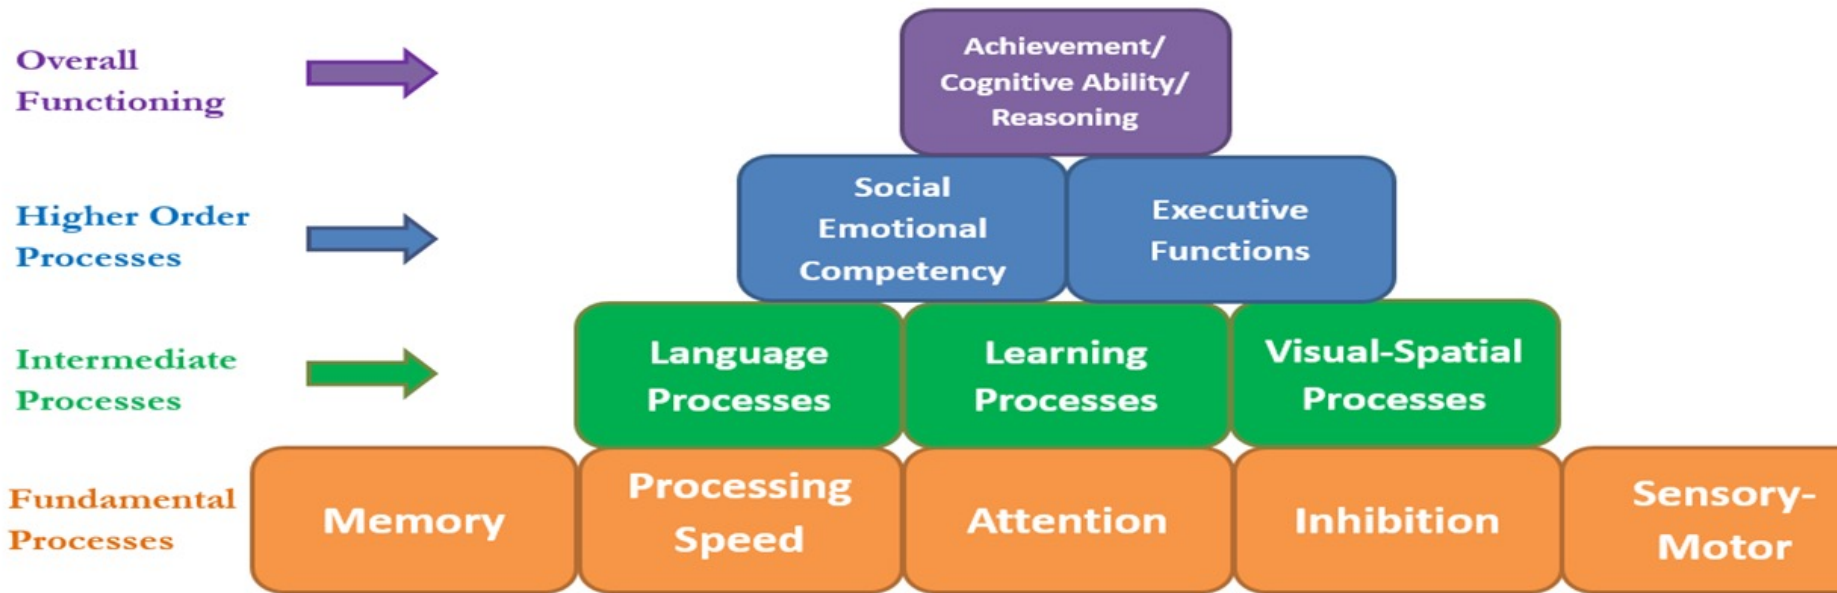 Overall
Functioning
Achievement/
Cognitive Ability/
Reasoning
Higher Order
Processes
Social
Emotional
Competency
Executive
Functions
Intermediate
Processes
Language
Processes
Learning
Processes
Visual-Spatial
Processes
Fundamental
Processes
Memory
Processing
Speed
Attention
Inhibition
Sensory-
Motor